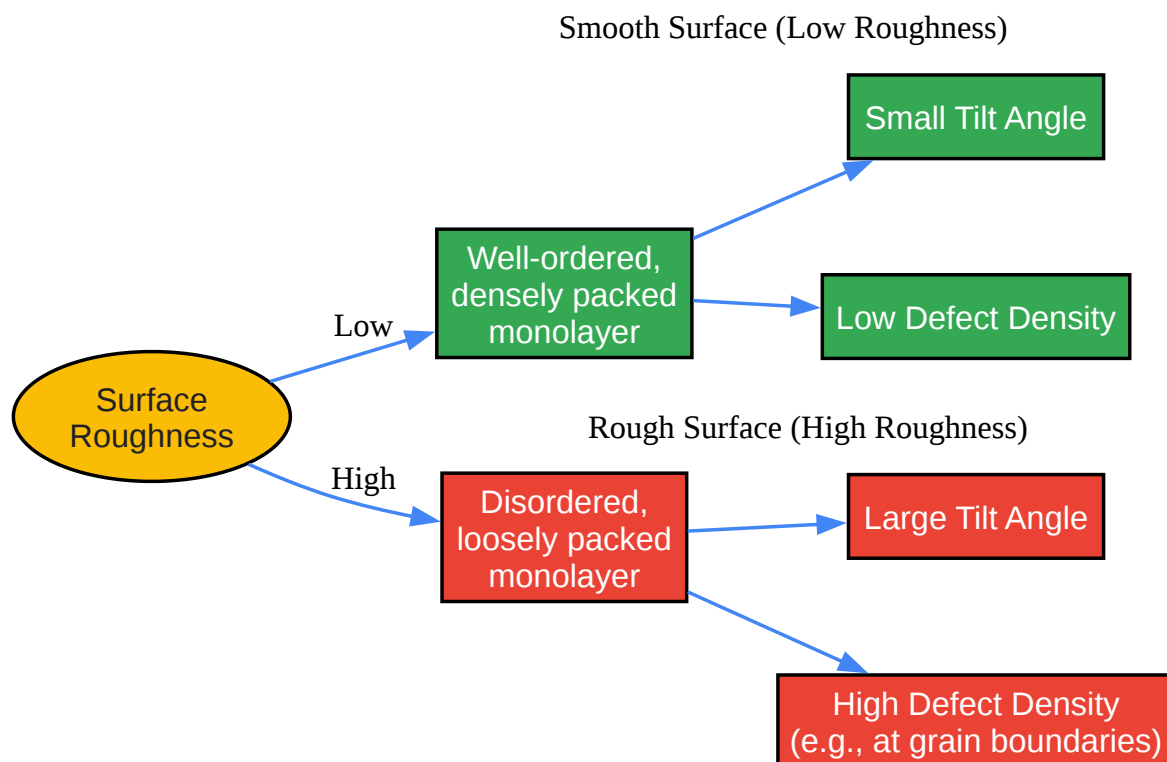 Smooth Surface (Low Roughness)
Small Tilt Angle
Well-ordered,
densely packed
monolayer
Low Defect Density
Low
Surface
Roughness
Rough Surface (High Roughness)
High
Disordered,
loosely packed
monolayer
Large Tilt Angle
High Defect Density
(e.g., at grain boundaries)